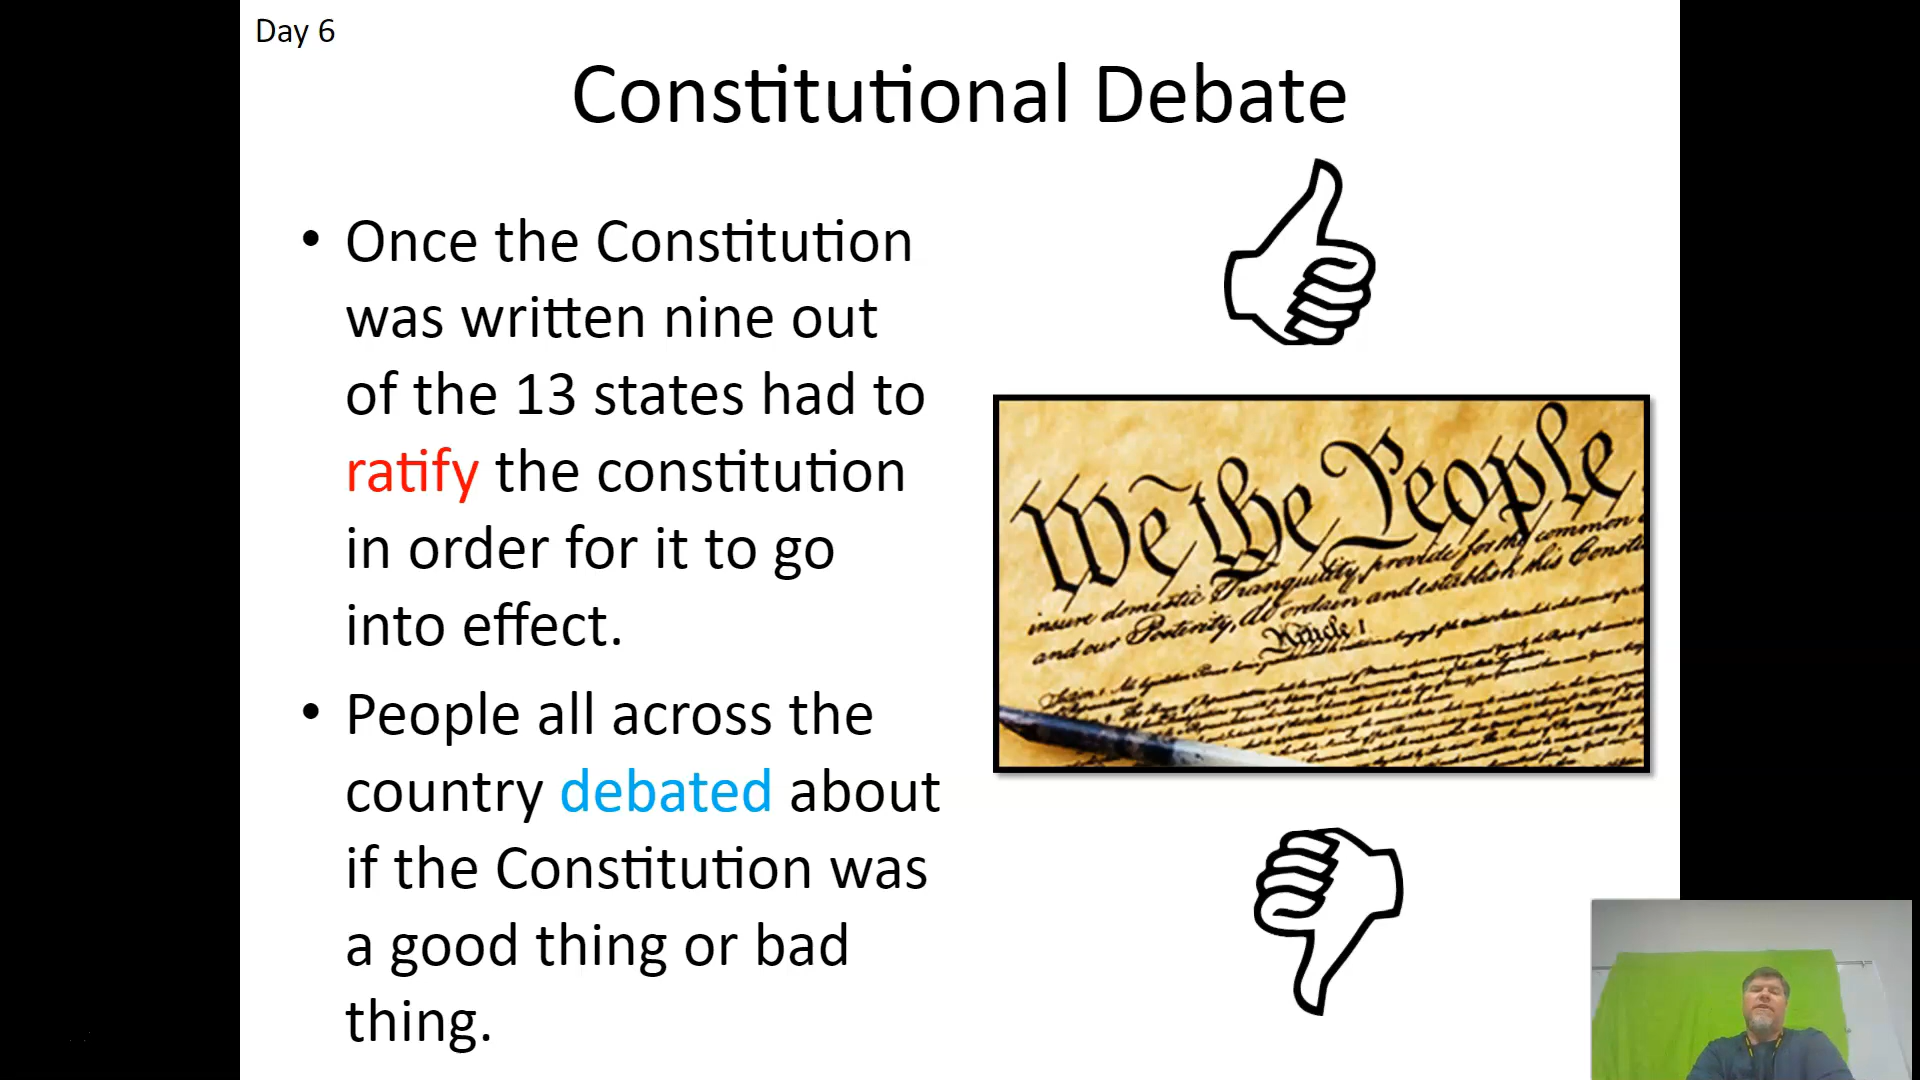 Day 6
Constitutional Debate
• Once the Constitution
was written nine out
of the 13 states had to
ratify the constitution
in order for it to go
into effect.
• People all across the
country debated about
if the Constitution was
a good thing or bad
thing.
We the People
insure domestic Tranquility, provide for the common
and our Posterity, do ordain and establish this Consti
Article I